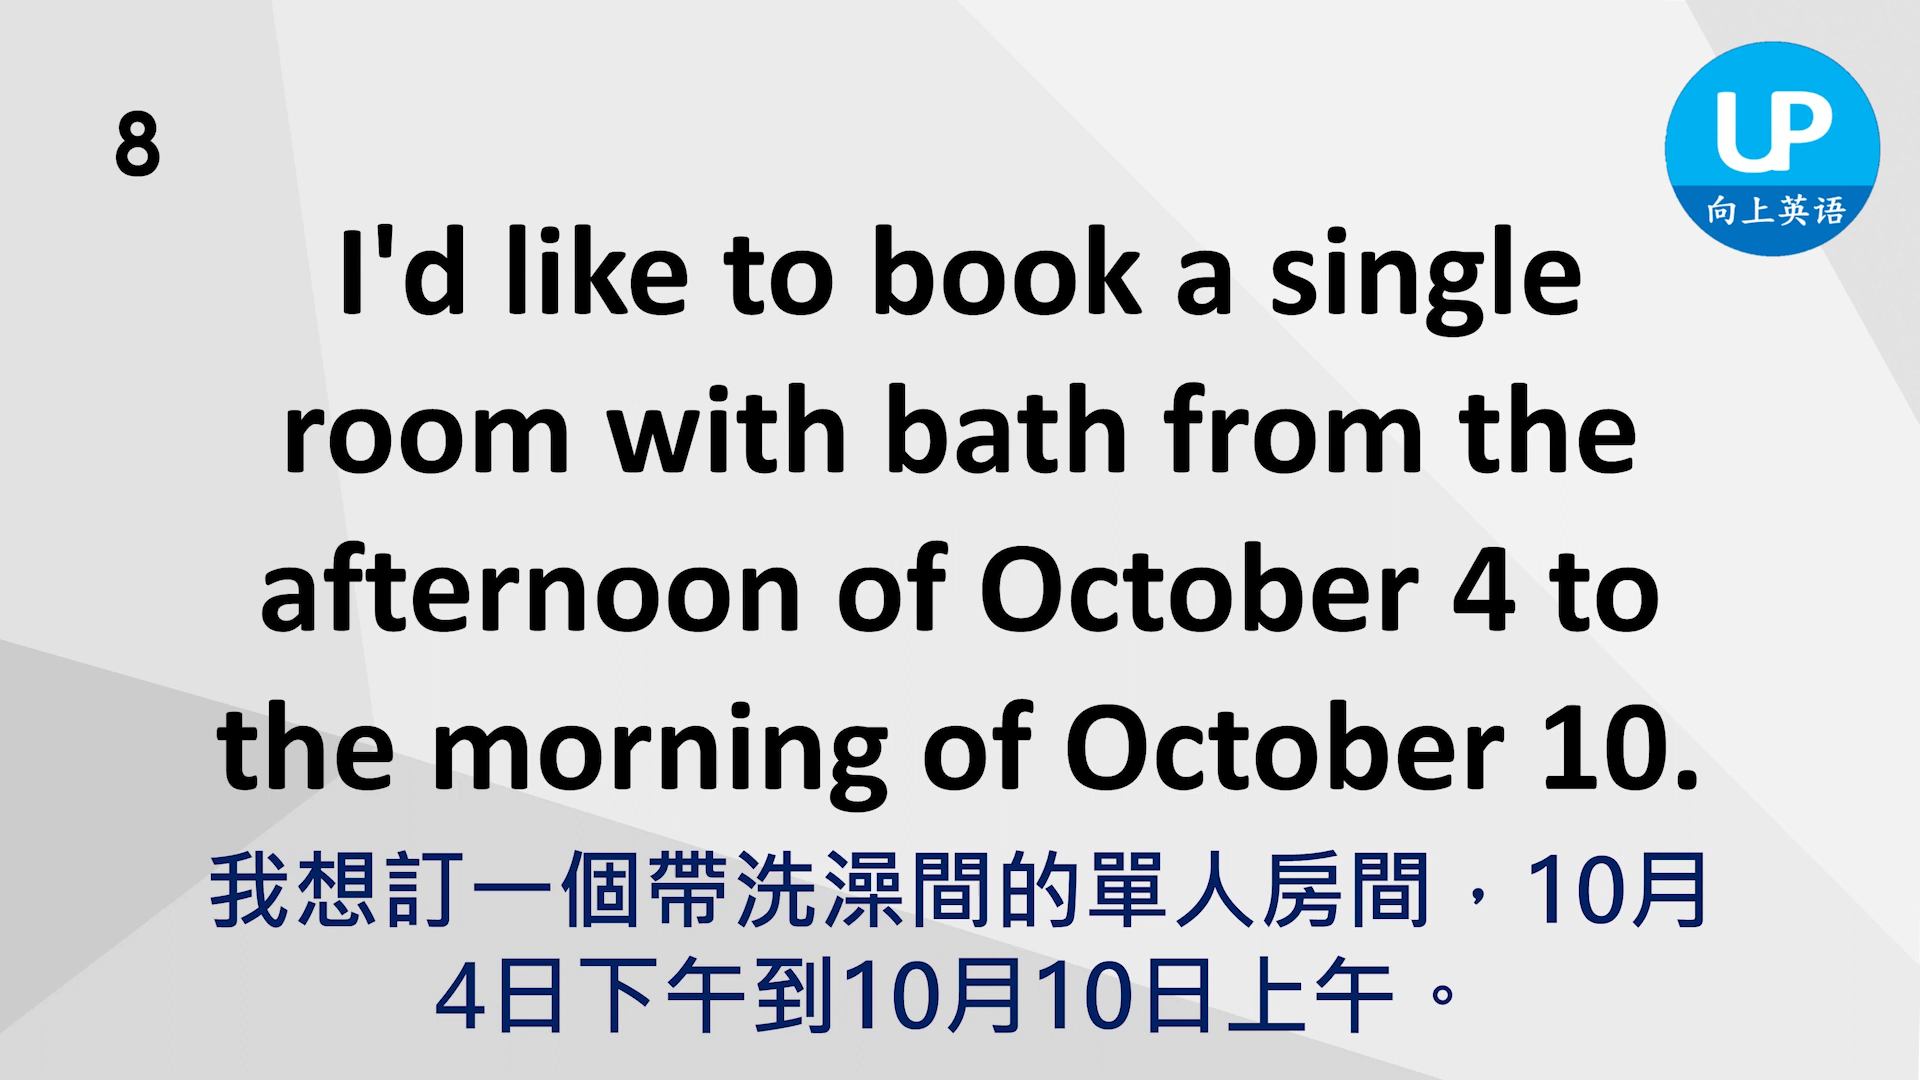 8
UP
向上英语
I'd like to book a single
room with bath from the
afternoon of October 4 to
the morning of October 10.
我想訂一個帶洗澡間的單人房間，10月
4日下午到10月10日上午。